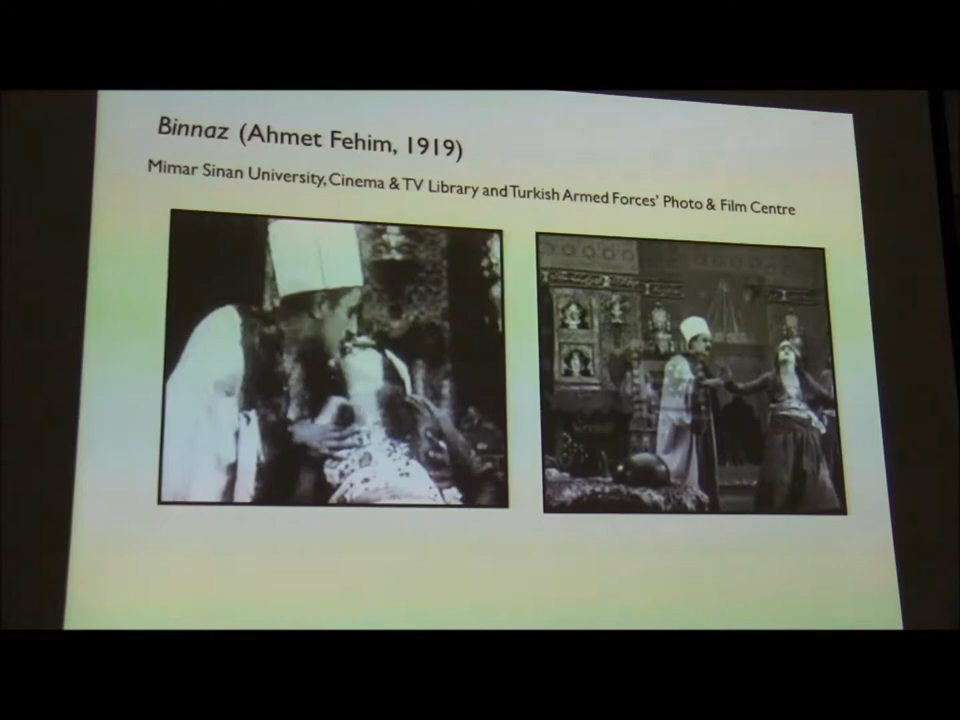 Binnaz (Ahmet Fehim, 1919)
Mimar Sinan University, Cinema & TV Library and Turkish Armed Forces' Photo & Film Centre